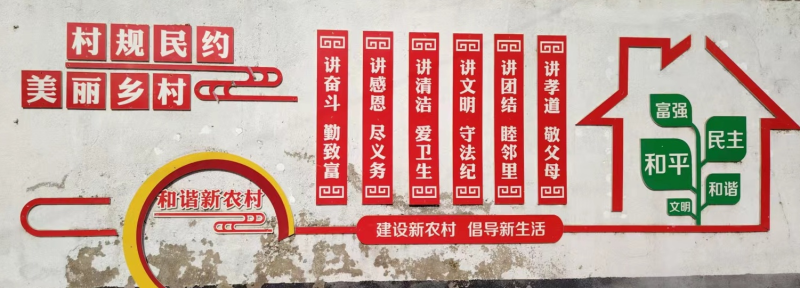 村规民约
美丽乡村
和谐新农村
讲奋斗 勤致富
讲感恩 尽义务
讲清洁 爱卫生
讲文明 守法纪
讲团结 睦邻里
讲孝道 敬父母
建设新农村 倡导新生活
富强
民主
和平
和谐
文明